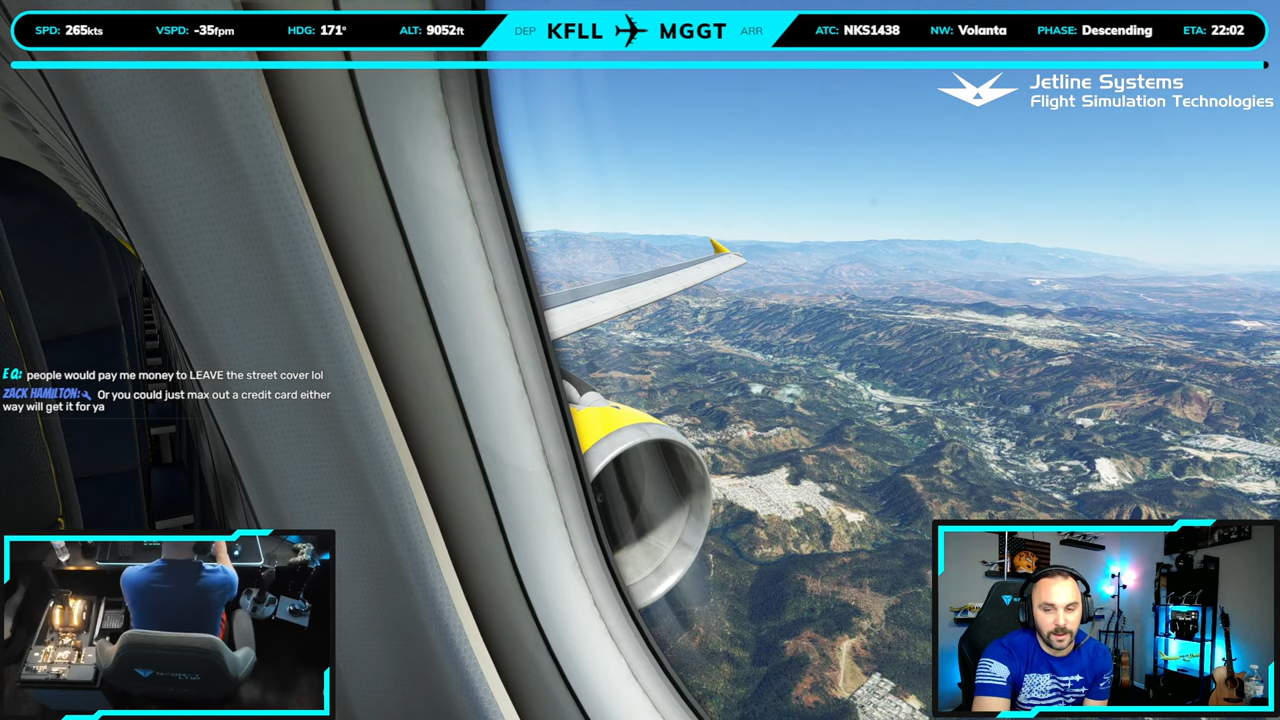 SPD: 265kts VSPD: -35fpm HDG: 171° ALT: 9052ft DEP KFLL MGGT ARR ATC: NKS1438 NW: Volanta PHASE: Descending ETA: 22:02
Jetline Systems
Flight Simulation Technologies
E Q: people would pay me money to LEAVE the street cover lol
ZACK HAMILTON: Or you could just max out a credit card either
way will get it for ya